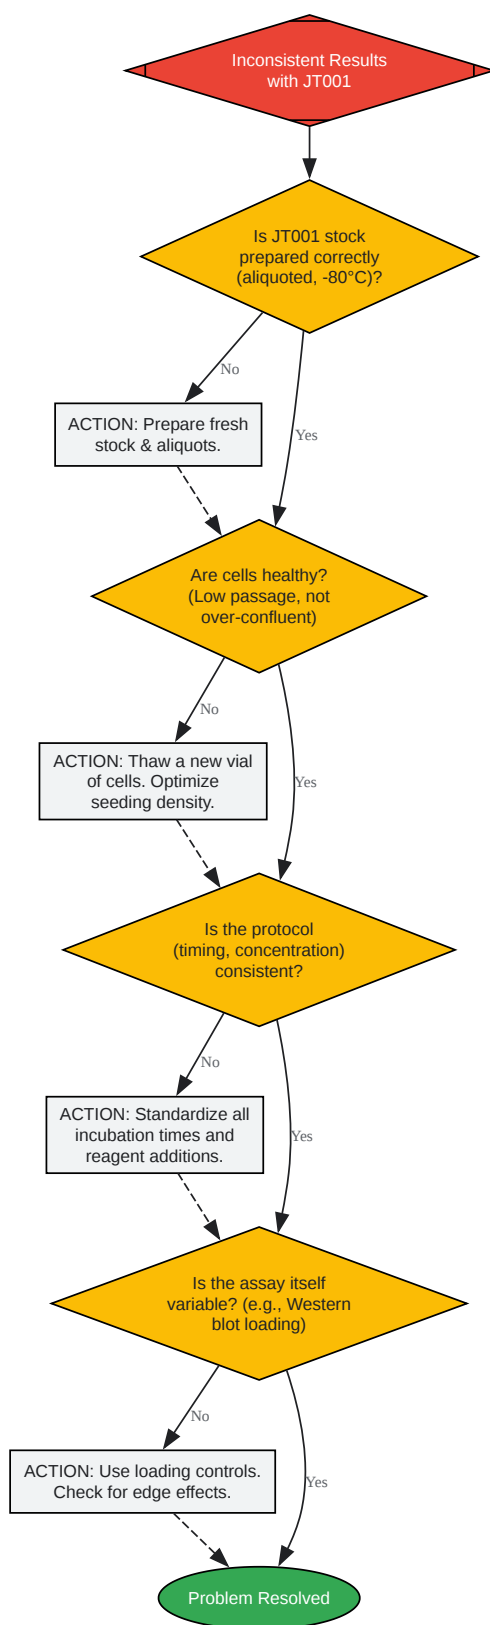 Inconsistent Results
with JT001
Is JT001 stock
prepared correctly
(aliquoted, -80°C)?
No
Yes
ACTION: Prepare fresh
stock & aliquots.
Are cells healthy?
(Low passage, not
over-confluent)
No
Yes
ACTION: Thaw a new vial
of cells. Optimize
seeding density.
Is the protocol
(timing, concentration)
consistent?
No
Yes
ACTION: Standardize all
incubation times and
reagent additions.
Is the assay itself
variable? (e.g., Western
blot loading)
No
Yes
ACTION: Use loading controls.
Check for edge effects.
Problem Resolved